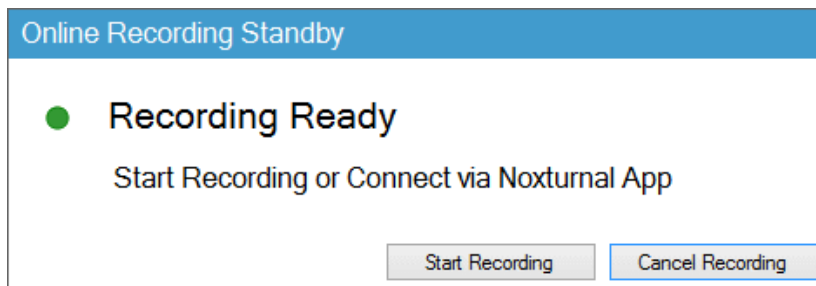 Online Recording Standby
Recording Ready
Start Recording or Connect via Noxturnal App
Start Recording
Cancel Recording